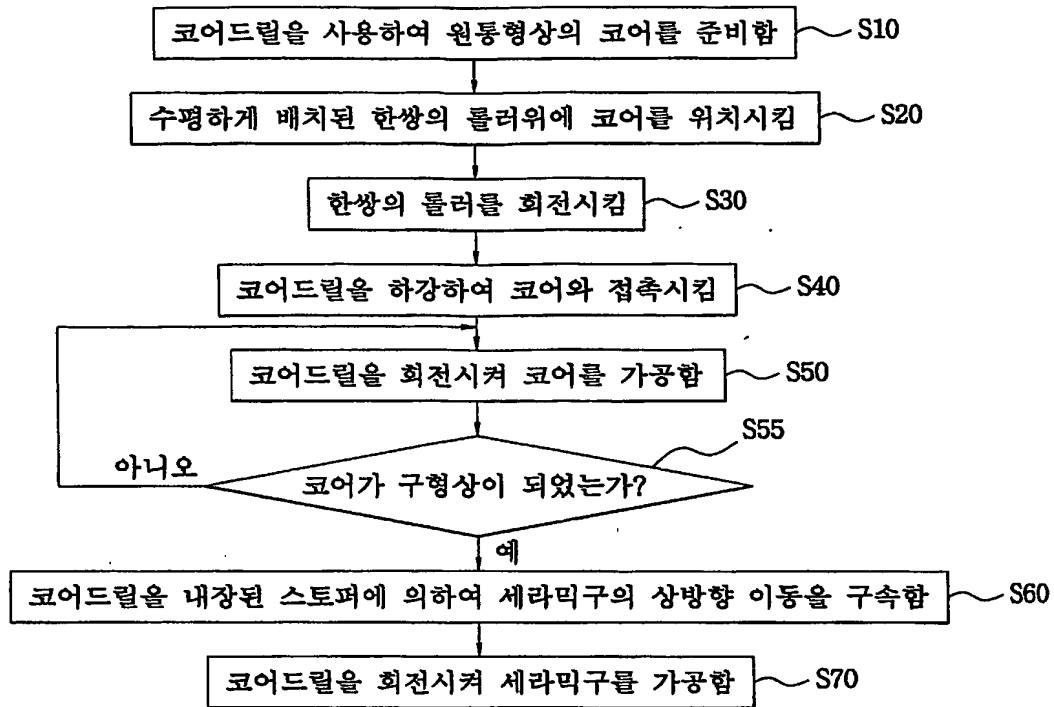 코어드릴을 사용하여 원통형상의 코어를 준비함 S10
수평하게 배치된 한쌍의 롤러위에 코어를 위치시킴 S20
한쌍의 롤러를 회전시킴 S30
코어드릴을 하강하여 코어와 접촉시킴 S40
코어드릴을 회전시켜 코어를 가공함 S50
S55
아니오
코어가 구형상이 되었는가?
예
코어드릴을 내장된 스토퍼에 의하여 세라믹구의 상방향 이동을 구속함 S60
코어드릴을 회전시켜 세라믹구를 가공함 S70